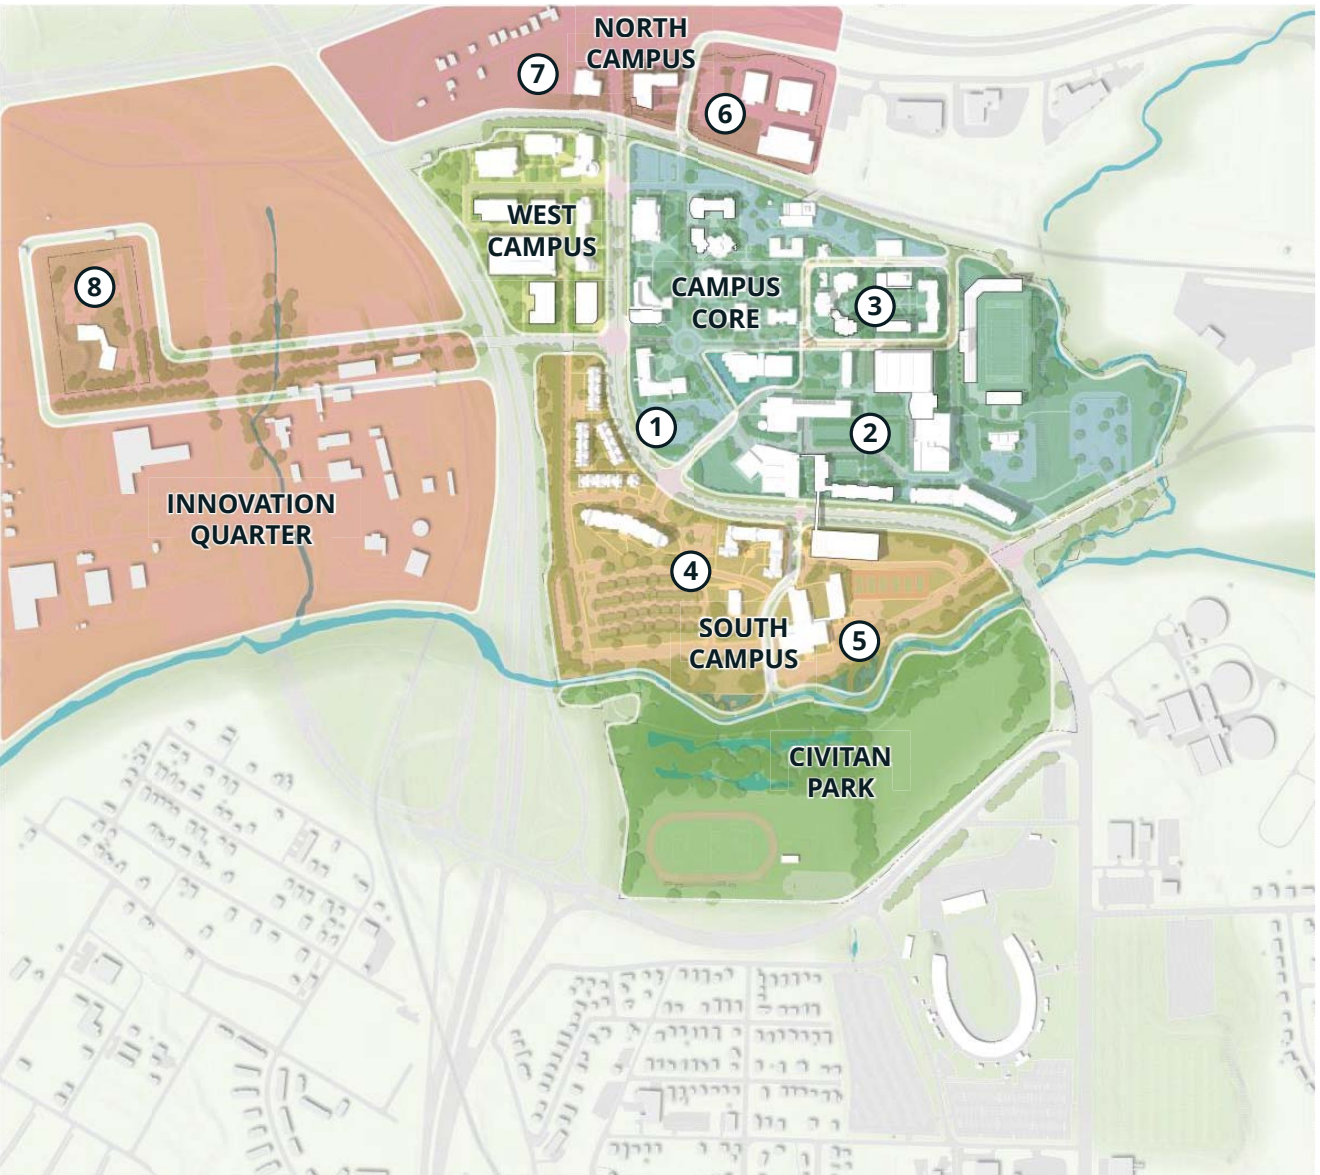 NORTH
CAMPUS
7
6
WEST
CAMPUS
8
CAMPUS
CORE
3
1
2
INNOVATION
QUARTER
4
SOUTH
CAMPUS
5
CIVITAN
PARK